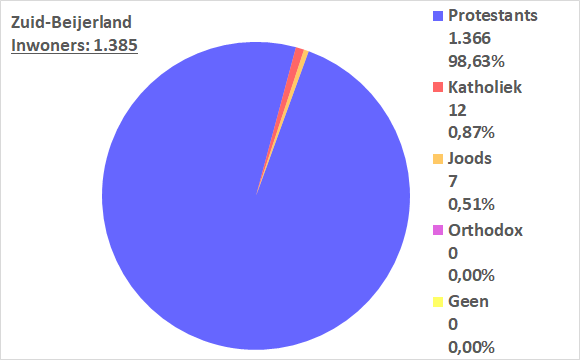 Zuid-Beijerland
Inwoners: 1.385
Protestants
1.366
98,63%
Katholiek
12
0,87%
Joods
7
0,51%
Orthodox
0
0,00%
Geen
0
0,00%